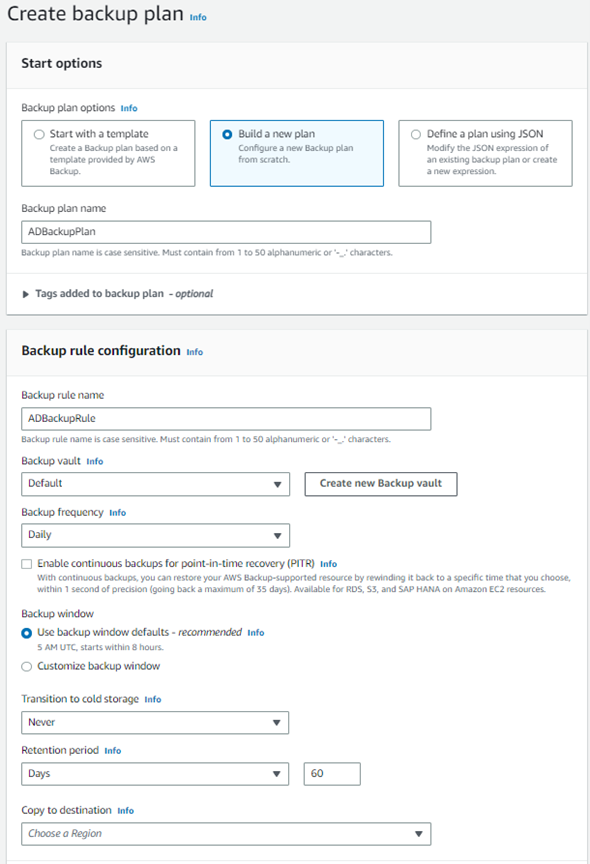 Create backup plan Info
Start options
Backup plan options Info
Start with a template
Create a Backup plan based on a
template provided by AWS
Backup.
Build a new plan
Configure a new Backup plan
from scratch.
Define a plan using JSON
Modify the JSON expression of
an existing backup plan or create
a new expression.
Backup plan name
ADBackupPlan
Backup plan name is case sensitive. Must contain from 1 to 50 alphanumeric or '-_.' characters.
Tags added to backup plan - optional
Backup rule configuration Info
Backup rule name
ADBackupRule
Backup rule name is case sensitive. Must contain from 1 to 50 alphanumeric or '-_.' characters.
Backup vault Info
Default
Create new Backup vault
Backup frequency Info
Daily
Enable continuous backups for point-in-time recovery (PITR) Info
With continuous backups, you can restore your AWS Backup-supported resource by rewinding it back to a specific time that you choose,
within 1 second of precision (going back a maximum of 35 days). Available for RDS, S3, and SAP HANA on Amazon EC2 resources.
Backup window
Use backup window defaults - recommended Info
5 AM UTC, starts within 8 hours.
Customize backup window
Transition to cold storage Info
Never
Retention period Info
Days 60
Copy to destination Info
Choose a Region